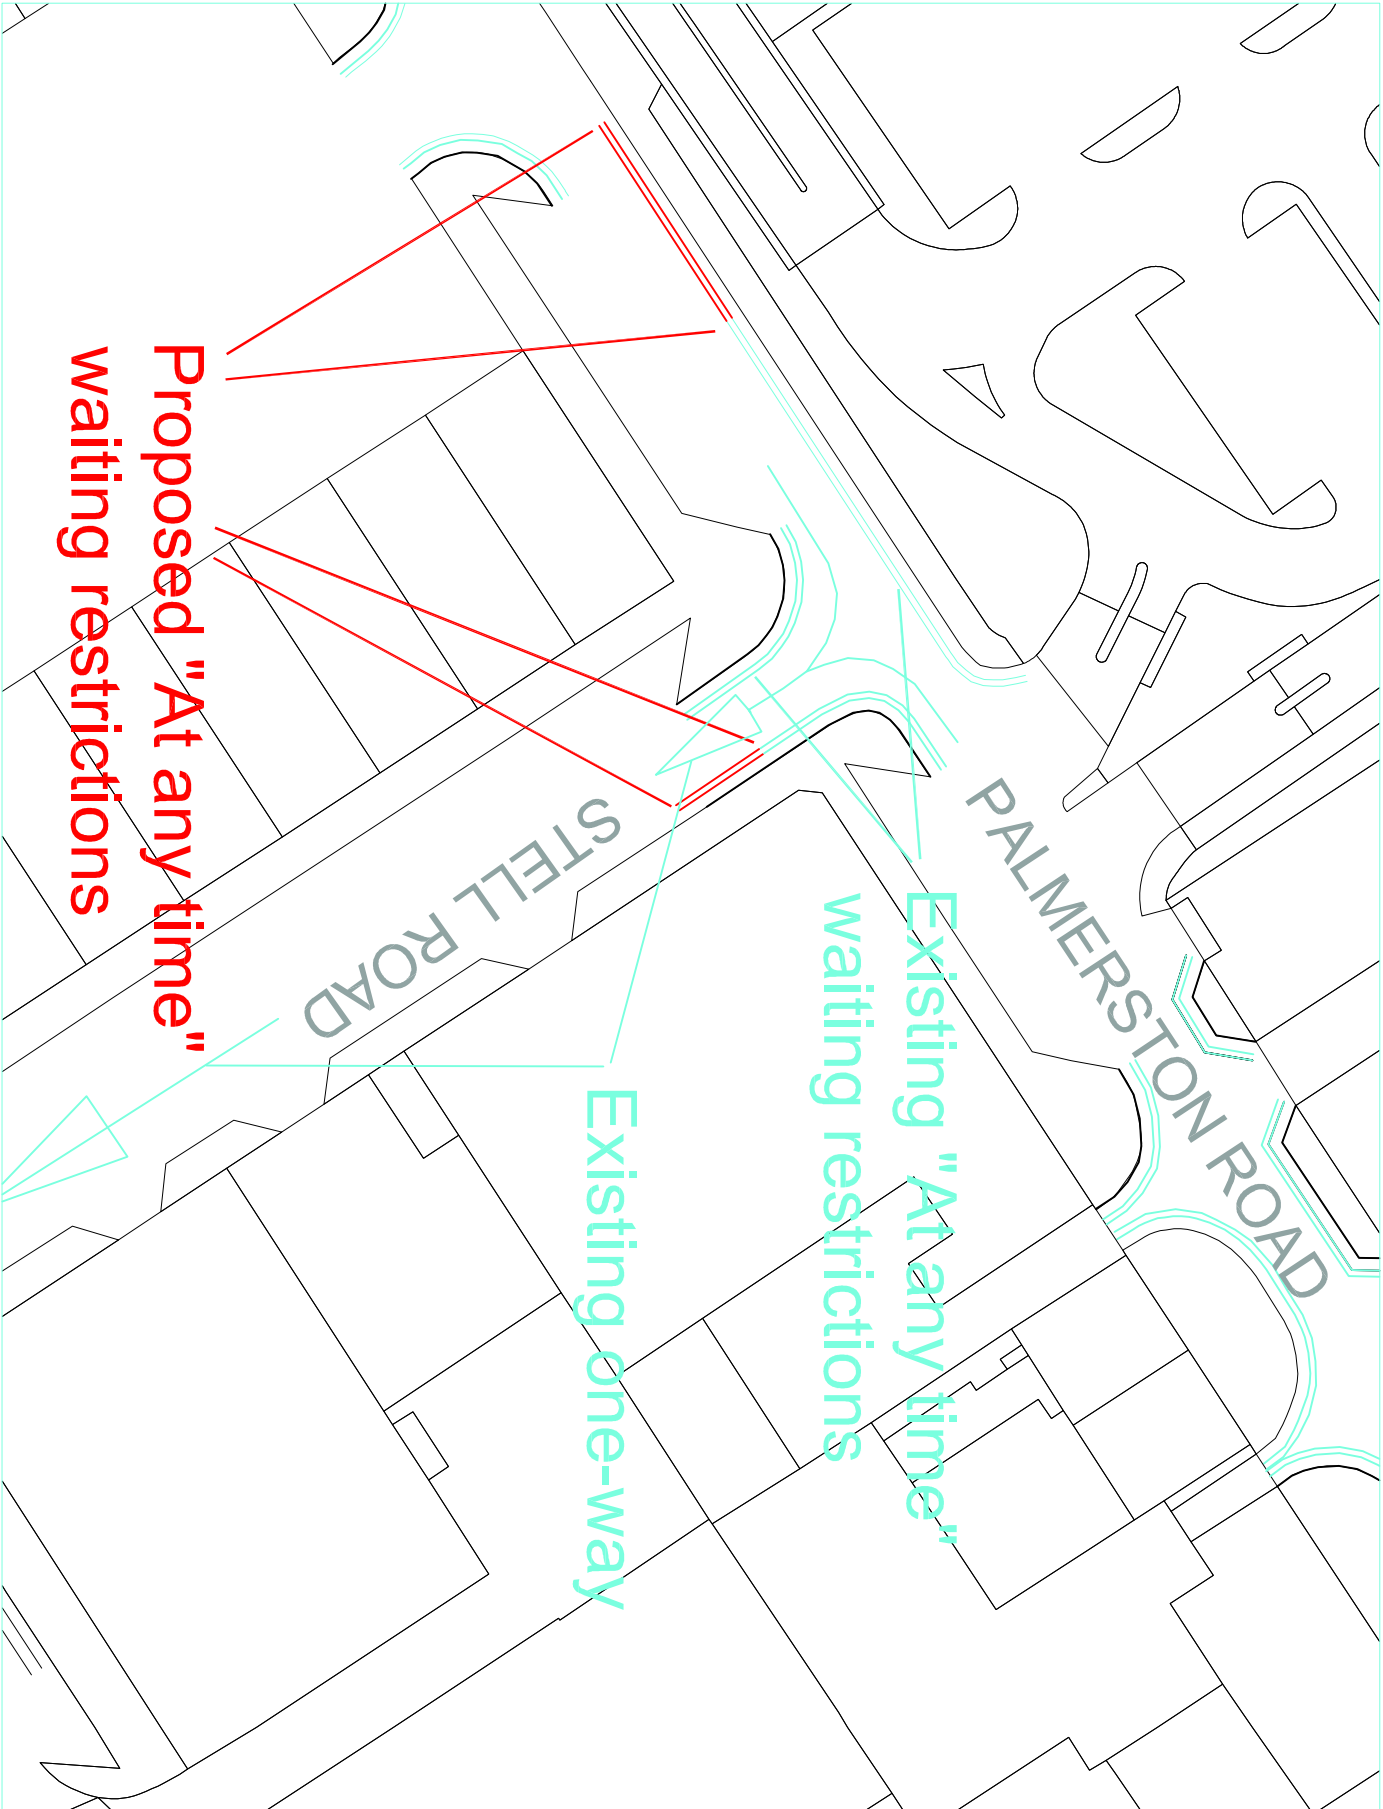 Proposed "At any time"
waiting restrictions
STELL ROAD
PALMERSTON ROAD
Existing "At any time"
waiting restrictions
Existing one-way